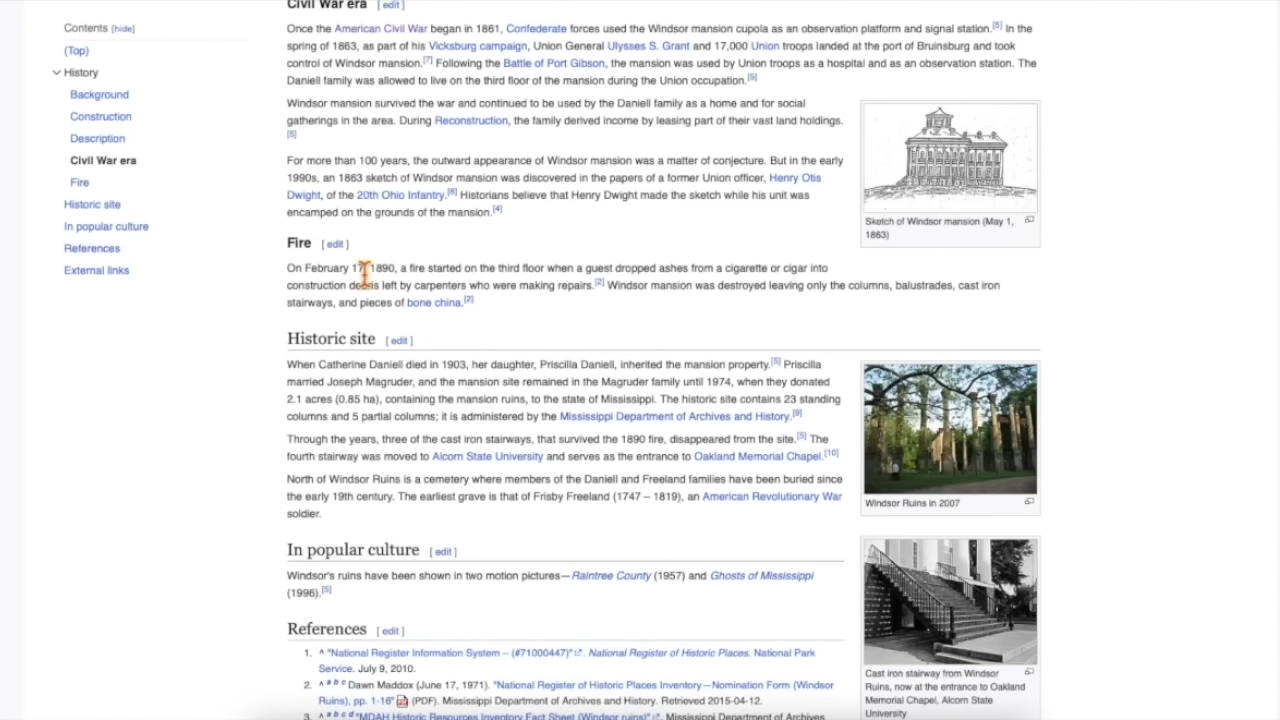 Contents [hide]
(Top)
History
Background
Construction
Description
Civil War era
Fire
Historic site
In popular culture
References
External links
Civil War era [ edit ]
Once the American Civil War began in 1861, Confederate forces used the Windsor mansion cupola as an observation platform and signal station.[5] In the
spring of 1863, as part of his Vicksburg campaign, Union General Ulysses S. Grant and 17,000 Union troops landed at the port of Bruinsburg and took
control of Windsor mansion.[7] Following the Battle of Port Gibson, the mansion was used by Union troops as a hospital and as an observation station. The
Daniell family was allowed to live on the third floor of the mansion during the Union occupation.[5]
Windsor mansion survived the war and continued to be used by the Daniell family as a home and for social
gatherings in the area. During Reconstruction, the family derived income by leasing part of their vast land holdings.
[5]
For more than 100 years, the outward appearance of Windsor mansion was a matter of conjecture. But in the early
1990s, an 1863 sketch of Windsor mansion was discovered in the papers of a former Union officer, Henry Otis
Dwight, of the 20th Ohio Infantry.[8] Historians believe that Henry Dwight made the sketch while his unit was
encamped on the grounds of the mansion.[4]
Sketch of Windsor mansion (May 1,
1863)
Fire [ edit ]
On February 17, 1890, a fire started on the third floor when a guest dropped ashes from a cigarette or cigar into
construction debris left by carpenters who were making repairs.[2] Windsor mansion was destroyed leaving only the columns, balustrades, cast iron
stairways, and pieces of bone china.[2]
Historic site [ edit ]
When Catherine Daniell died in 1903, her daughter, Priscilla Daniell, inherited the mansion property.[5] Priscilla
married Joseph Magruder, and the mansion site remained in the Magruder family until 1974, when they donated
2.1 acres (0.85 ha), containing the mansion ruins, to the state of Mississippi. The historic site contains 23 standing
columns and 5 partial columns; it is administered by the Mississippi Department of Archives and History.[9]
Through the years, three of the cast iron stairways, that survived the 1890 fire, disappeared from the site.[5] The
fourth stairway was moved to Alcorn State University and serves as the entrance to Oakland Memorial Chapel.[10]
North of Windsor Ruins is a cemetery where members of the Daniell and Freeland families have been buried since
the early 19th century. The earliest grave is that of Frisby Freeland (1747 – 1819), an American Revolutionary War
soldier.
Windsor Ruins in 2007
In popular culture [ edit ]
Windsor's ruins have been shown in two motion pictures—Raintree County (1957) and Ghosts of Mississippi
(1996).[5]
References [ edit ]
1. ^ "National Register Information System – (#71000447)". National Register of Historic Places. National Park
Service. July 9, 2010.
2. ^ a b c Dawn Maddox (June 17, 1971). "National Register of Historic Places Inventory—Nomination Form (Windsor
Ruins), pp. 1-16" (PDF). Mississippi Department of Archives and History. Retrieved 2015-04-12.
3. ^ a b c d "MDAH Historic Resources Inventory Fact Sheet (Windsor ruins)". Mississippi Department of Archives
Cast iron stairway from Windsor
Ruins, now at the entrance to Oakland
Memorial Chapel, Alcorn State
University